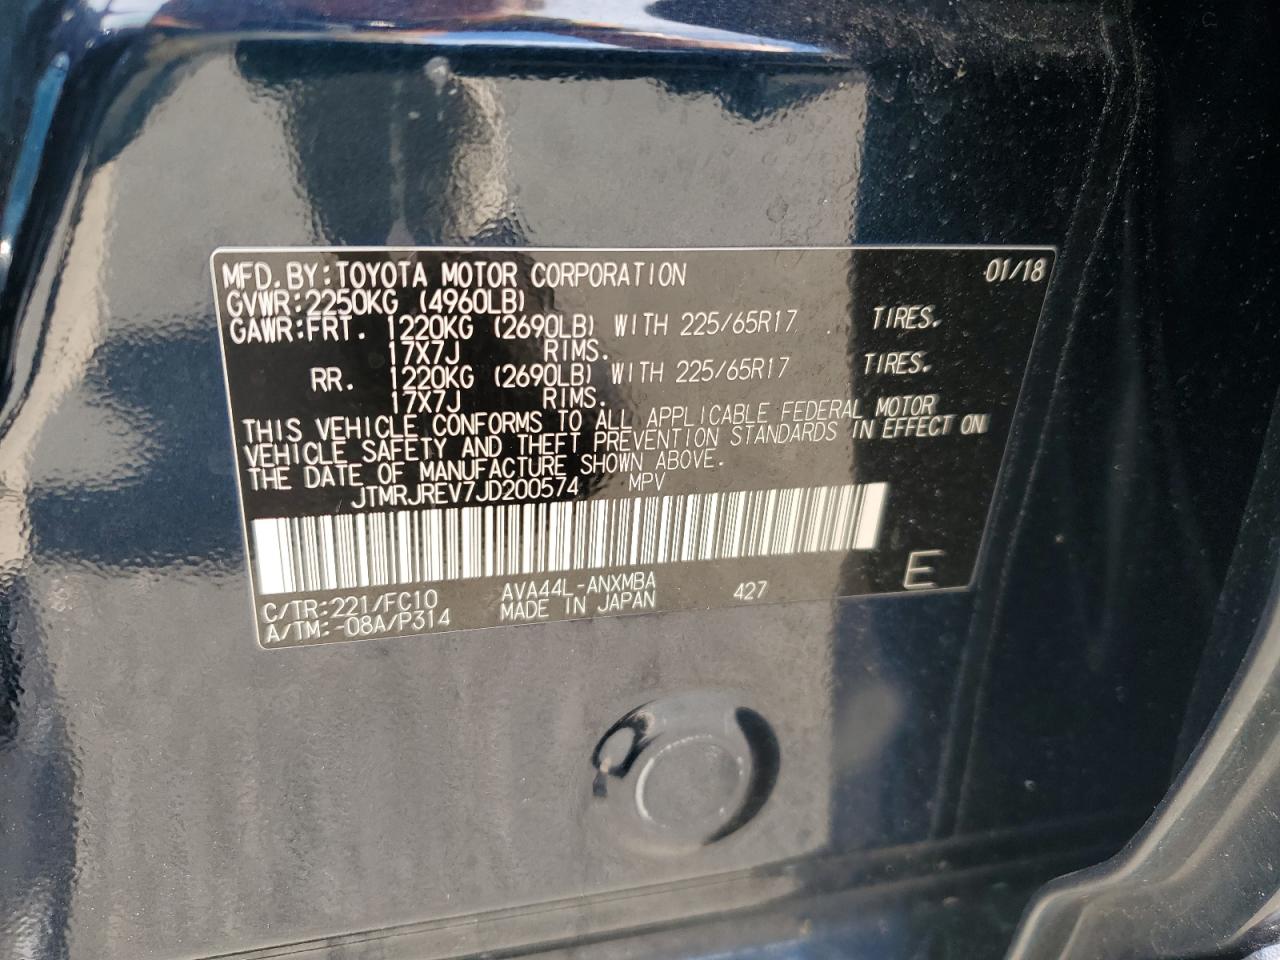 MFD.BY:TOYOTA MOTOR CORPORATION 01/18
GVWR:2250KG (4960LB)
GAWR:FRT. 1220KG (2690LB) WITH 225/65R17 TIRES.
17X7J RIMS.
RR. 1220KG (2690LB) WITH 225/65R17 TIRES.
17X7J RIMS.
THIS VEHICLE CONFORMS TO ALL APPLICABLE FEDERAL MOTOR
VEHICLE SAFETY AND THEFT PREVENTION STANDARDS IN EFFECT ON
THE DATE OF MANUFACTURE SHOWN ABOVE.
JTMRJREV7JD200574 MPV
E
C/TR:221/FC10 AVA44L-ANXMBA 427
A/TM:-08A/P314 MADE IN JAPAN